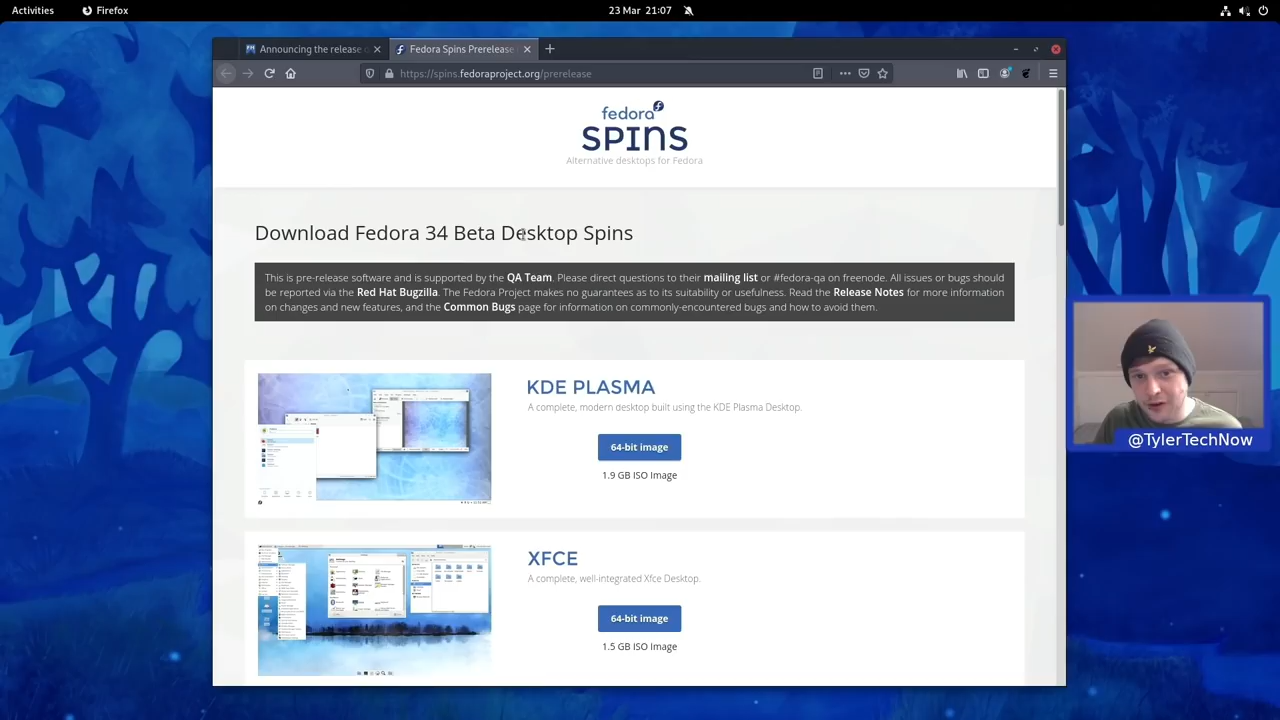 Activities
Firefox
23 Mar 21:07
Announcing the release o
Fedora Spins Prerelease
https://spins.fedoraproject.org/prerelease
fedora
SPINS
Alternative desktops for Fedora
Download Fedora 34 Beta Desktop Spins
This is pre-release software and is supported by the QA Team. Please direct questions to their mailing list or #fedora-qa on freenode. All issues or bugs should
be reported via the Red Hat Bugzilla. The Fedora Project makes no guarantees as to its suitability or usefulness. Read the Release Notes for more information
on changes and new features, and the Common Bugs page for information on commonly-encountered bugs and how to avoid them.
KDE PLASMA
A complete, modern desktop built using the KDE Plasma Desktop.
64-bit image
1.9 GB ISO Image
XFCE
A complete, well-integrated Xfce Desktop.
64-bit image
1.5 GB ISO Image
@TylerTechNow